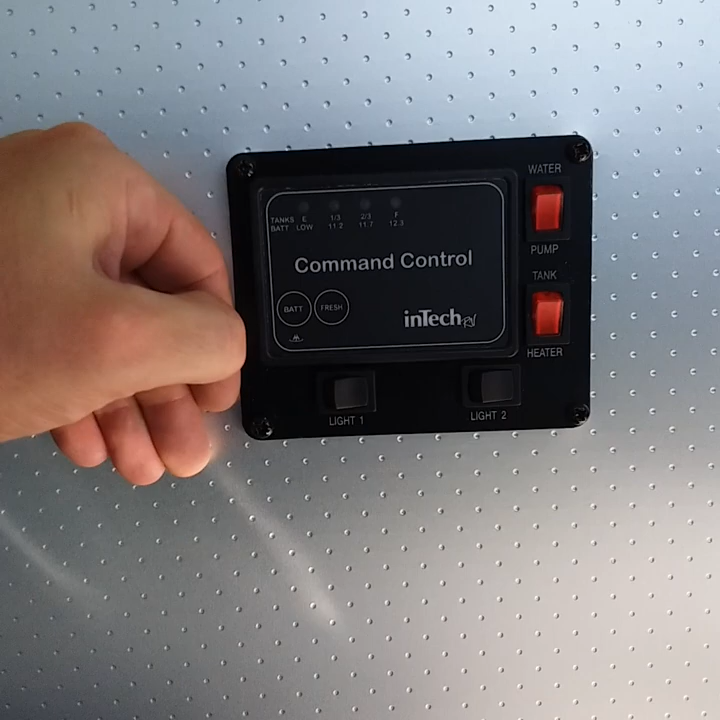 WATER
TANKS E 1/3 2/3 F
BATT LOW 11.2 11.7 12.3
PUMP
Command Control
TANK
BATT FRESH
inTech RV
HEATER
LIGHT 1 LIGHT 2